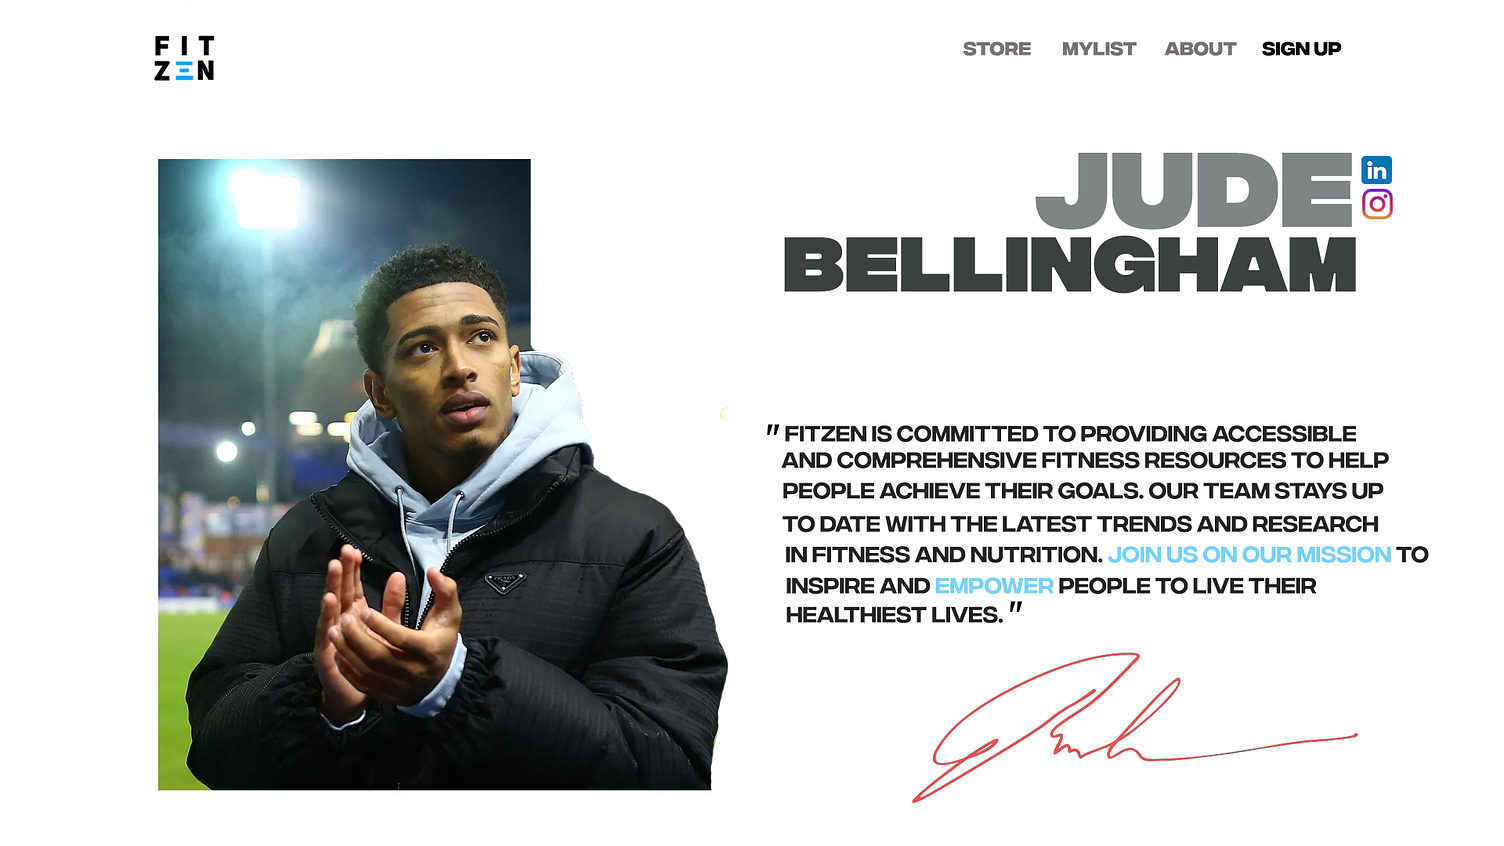 FIT
ZEN
STORE MYLIST ABOUT SIGN UP
JUDE
in
BELLINGHAM
" FITZEN IS COMMITTED TO PROVIDING ACCESSIBLE
AND COMPREHENSIVE FITNESS RESOURCES TO HELP
PEOPLE ACHIEVE THEIR GOALS. OUR TEAM STAYS UP
TO DATE WITH THE LATEST TRENDS AND RESEARCH
IN FITNESS AND NUTRITION. JOIN US ON OUR MISSION TO
INSPIRE AND EMPOWER PEOPLE TO LIVE THEIR
HEALTHIEST LIVES. "
PRADA